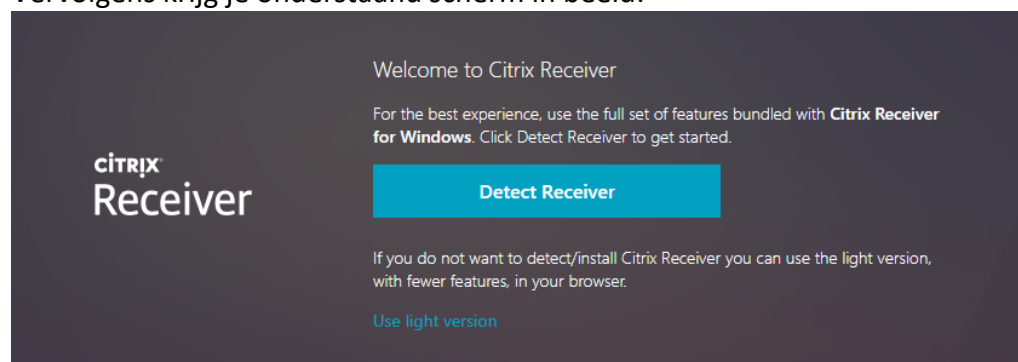 Vervolgens krijg je onderstaand scherm in beeld:
Welcome to Citrix Receiver
For the best experience, use the full set of features bundled with Citrix Receiver
for Windows. Click Detect Receiver to get started.
CİTRIX
Receiver
Detect Receiver
If you do not want to detect/install Citrix Receiver you can use the light version,
with fewer features, in your browser.
Use light version